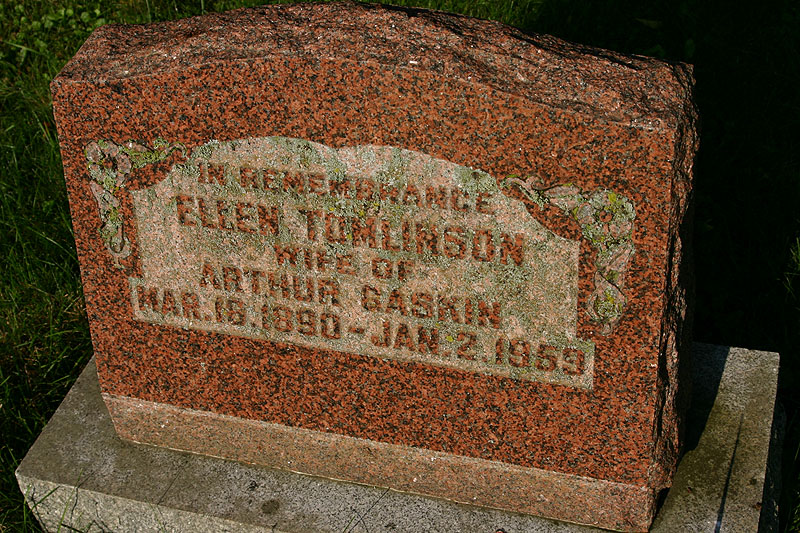 IN REMEMBRANCE
ELLEN TOMLINSON
WIFE OF
ARTHUR GASKIN
MAR. 18. 1890 - JAN. 2. 1959